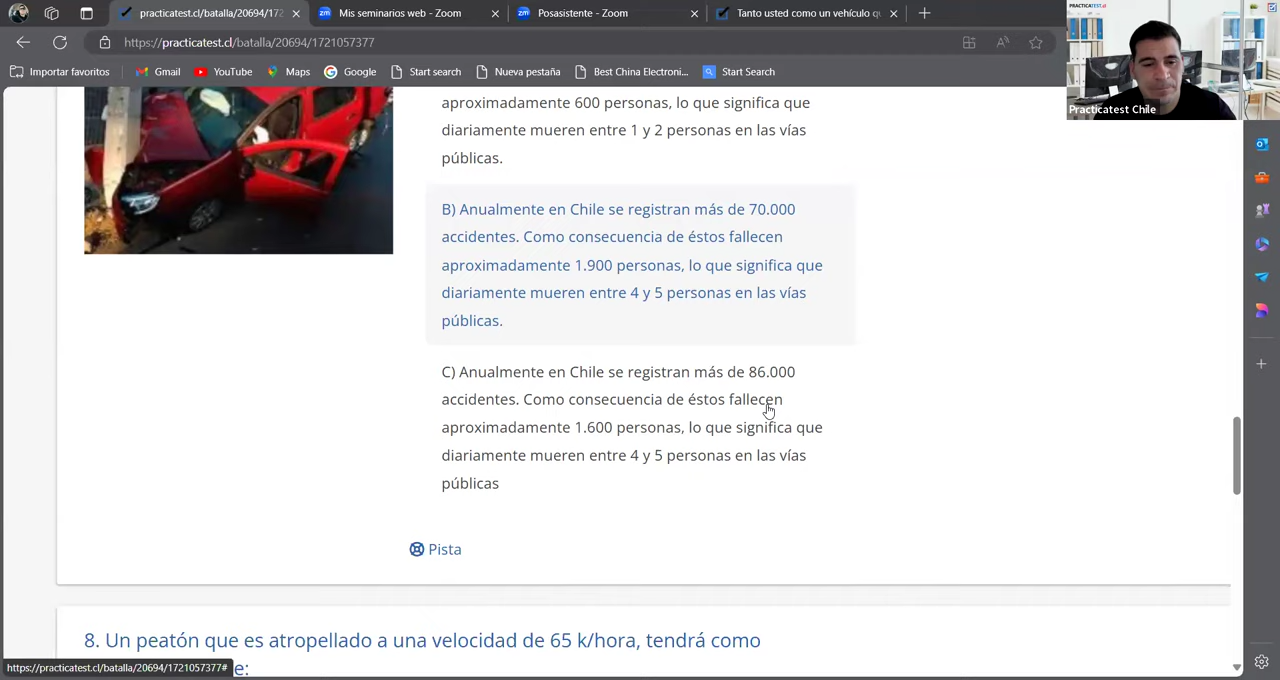 practicatest.cl/batalla/20694/172
Mis seminarios web - Zoom
Posasistente - Zoom
Tanto usted como un vehículo qu
https://practicatest.cl/batalla/20694/1721057377
Importar favoritos
Gmail
YouTube
Maps
Google
Start search
Nueva pestaña
Best China Electroni...
Start Search
PRACTICATEST.cl
Practicatest Chile
aproximadamente 600 personas, lo que significa que
diariamente mueren entre 1 y 2 personas en las vías
públicas.
B) Anualmente en Chile se registran más de 70.000
accidentes. Como consecuencia de éstos fallecen
aproximadamente 1.900 personas, lo que significa que
diariamente mueren entre 4 y 5 personas en las vías
públicas.
C) Anualmente en Chile se registran más de 86.000
accidentes. Como consecuencia de éstos fallecen
aproximadamente 1.600 personas, lo que significa que
diariamente mueren entre 4 y 5 personas en las vías
públicas
Pista
8. Un peatón que es atropellado a una velocidad de 65 k/hora, tendrá como
e:
https://practicatest.cl/batalla/20694/1721057377#